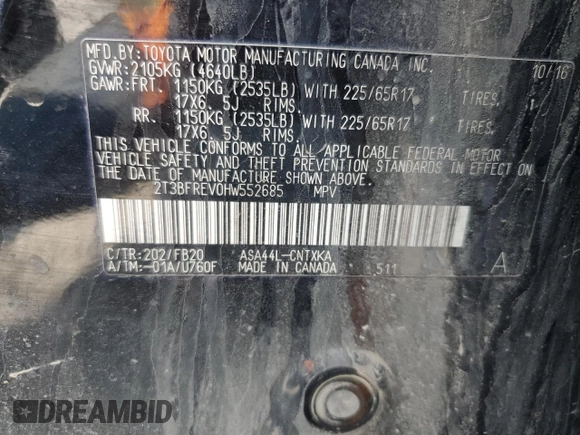 MFD.BY:TOYOTA MOTOR MANUFACTURING CANADA INC.
GVWR:2105KG (4640LB) 10/16
GAWR:FRT. 1150KG (2535LB) WITH 225/65R17 TIRES,
17X6. 5J RIMS.
RR. 1150KG (2535LB) WITH 225/65R17 TIRES,
17X6. 5J RIMS.
THIS VEHICLE CONFORMS TO ALL APPLICABLE FEDERAL MOTOR
VEHICLE SAFETY AND THEFT PREVENTION STANDARDS IN EFFECT ON
THE DATE OF MANUFACTURE SHOWN ABOVE.
2T3BFREV0HW552685 MPV
C/TR:202/FB20 ASA44L-CNTXKA
A/TM:-01A/U760F MADE IN CANADA 511 A
DREAMBID